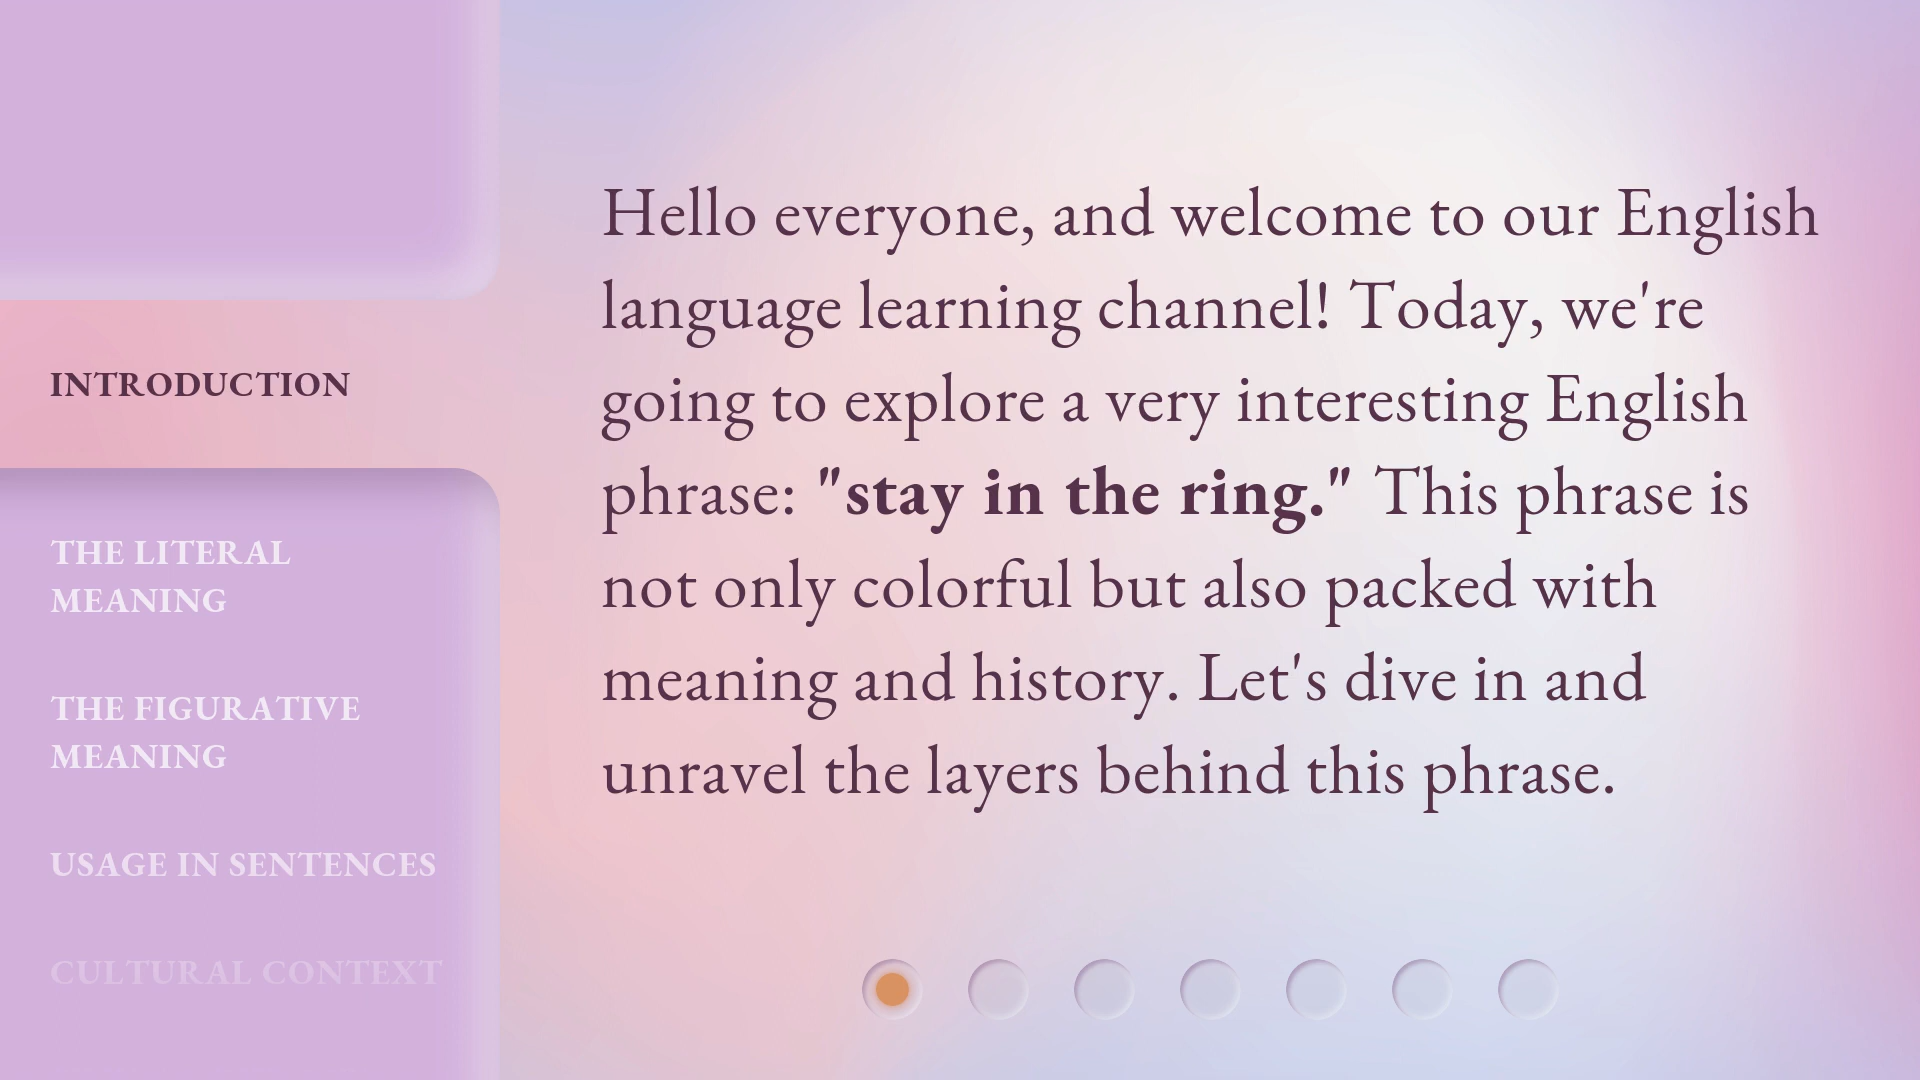 INTRODUCTION
THE LITERAL
MEANING
THE FIGURATIVE
MEANING
USAGE IN SENTENCES
CULTURAL CONTEXT
Hello everyone, and welcome to our English
language learning channel! Today, we're
going to explore a very interesting English
phrase: "stay in the ring." This phrase is
not only colorful but also packed with
meaning and history. Let's dive in and
unravel the layers behind this phrase.